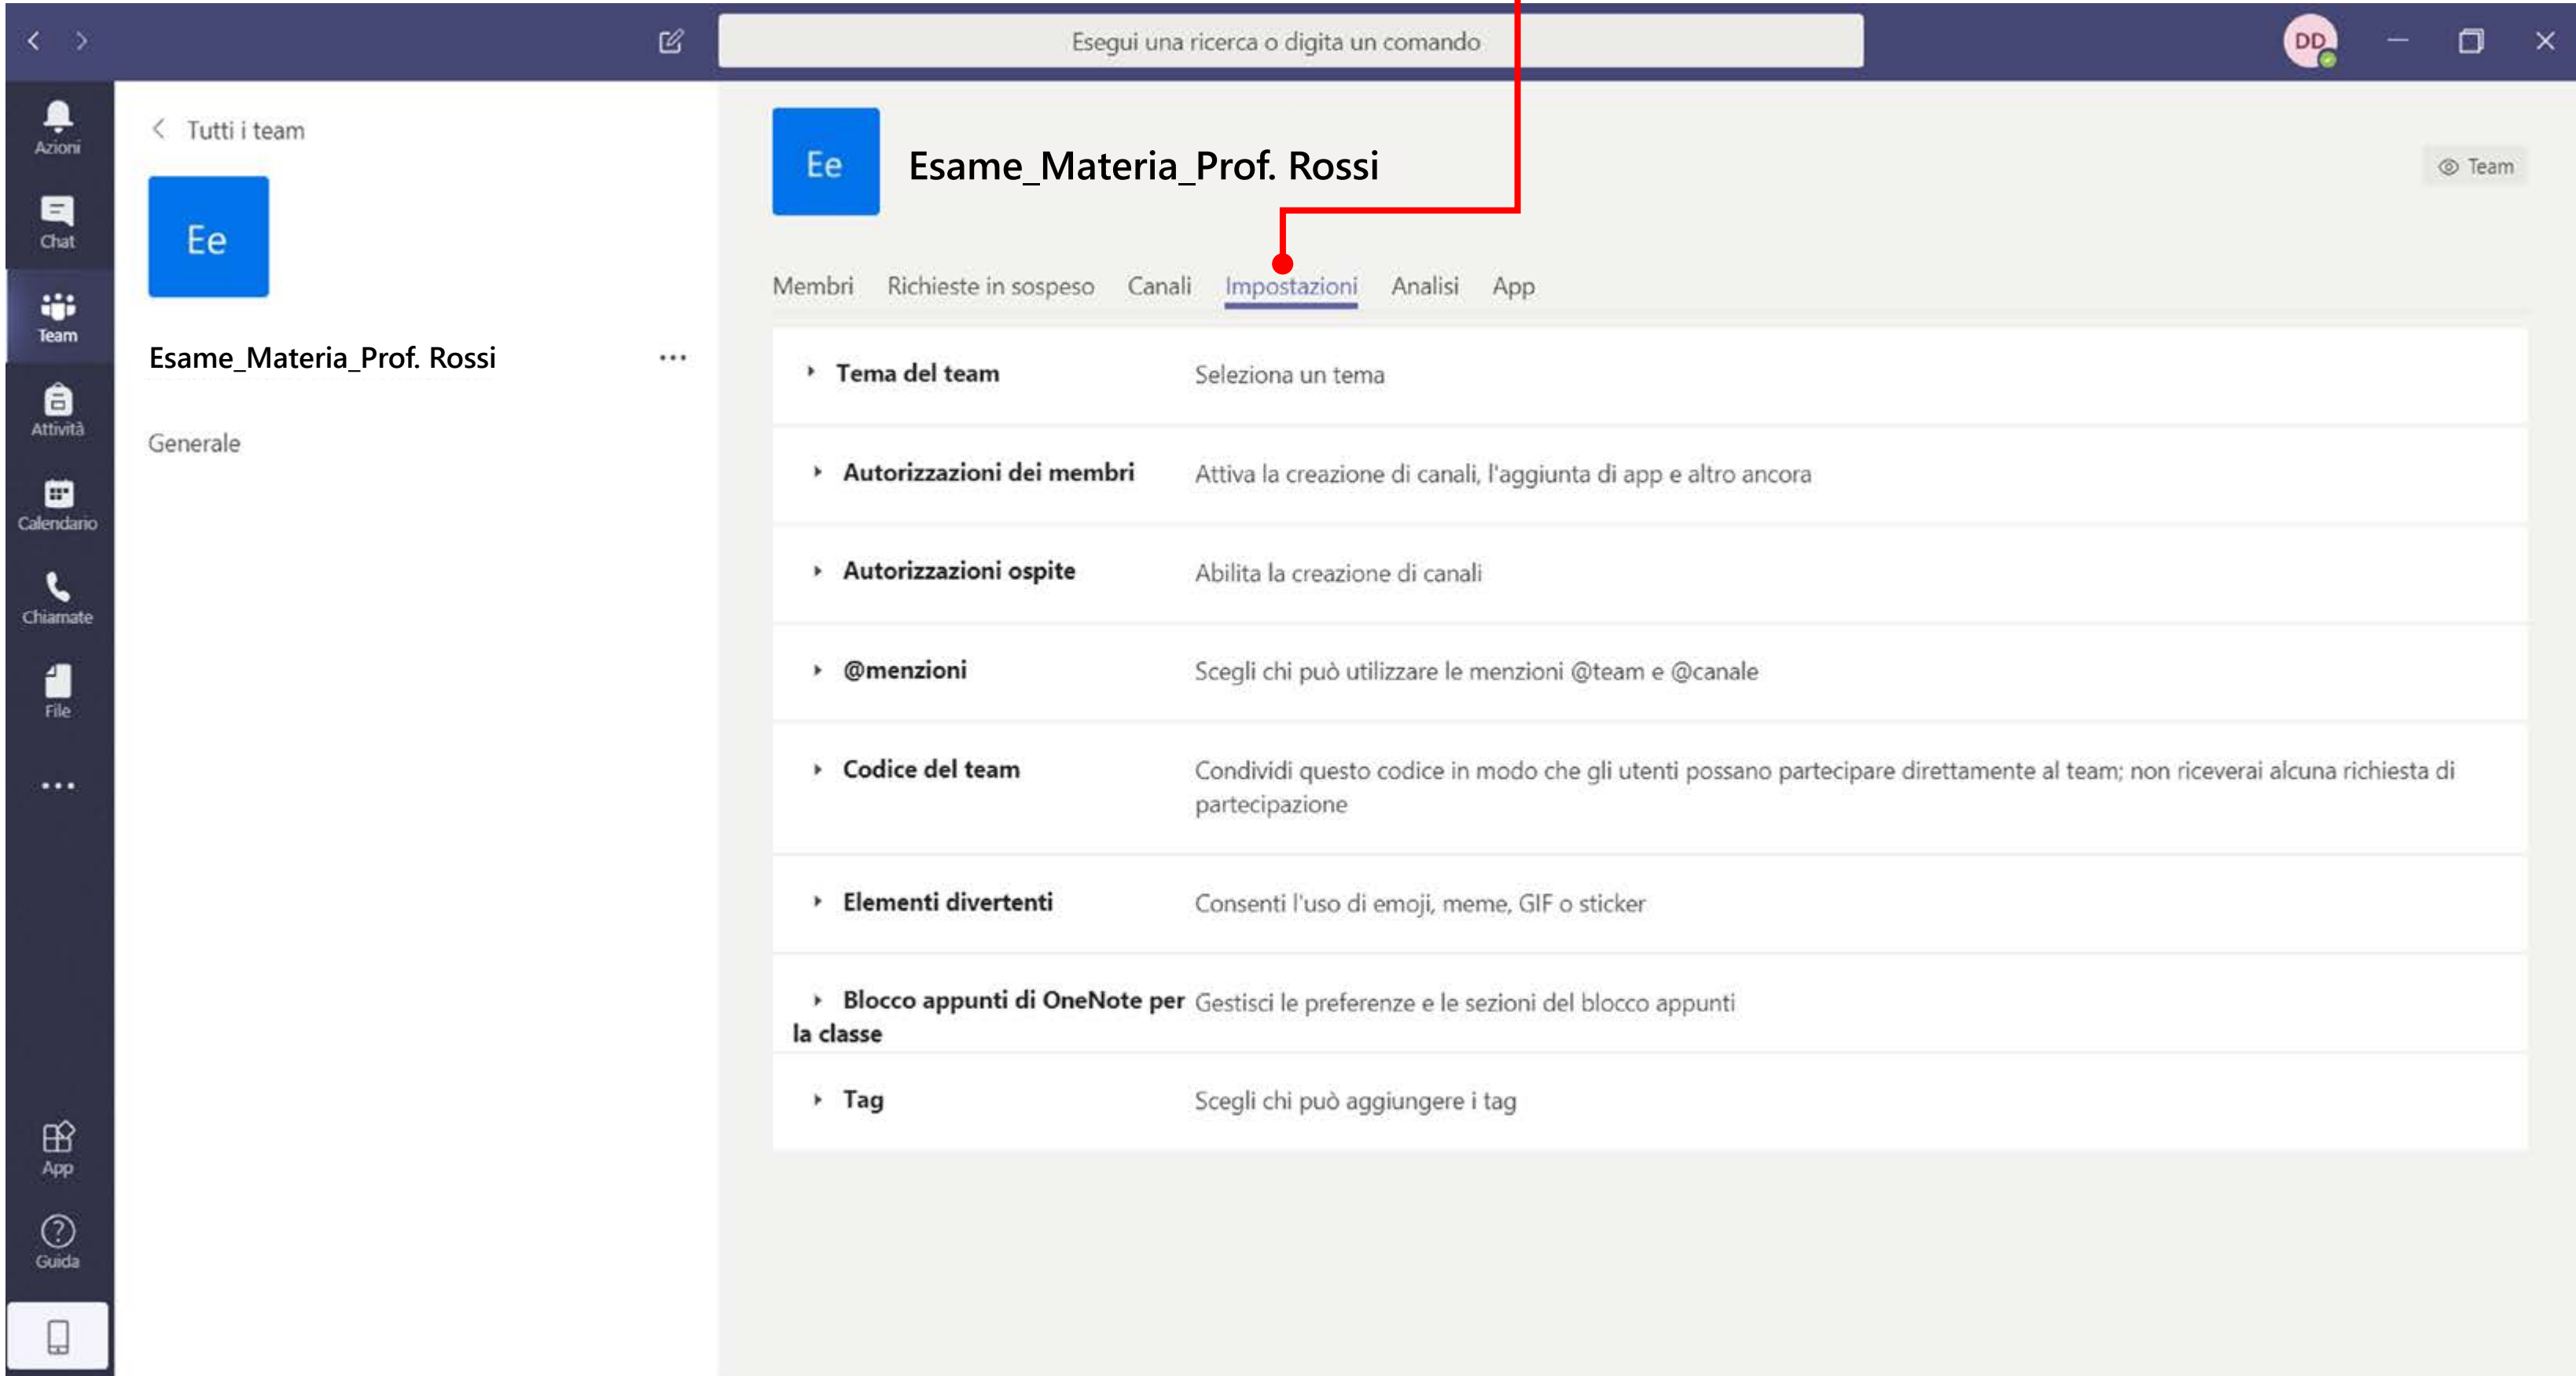 Esegui una ricerca o digita un comando
DD
Azioni
Chat
Team
Attività
Calendario
Chiamate
File
App
Guida
Tutti i team
Ee
Esame_Materia_Prof. Rossi
Generale
Ee
Esame_Materia_Prof. Rossi
Team
Membri Richieste in sospeso Canali Impostazioni Analisi App
Tema del team Seleziona un tema
Autorizzazioni dei membri Attiva la creazione di canali, l'aggiunta di app e altro ancora
Autorizzazioni ospite Abilita la creazione di canali
@menzioni Scegli chi può utilizzare le menzioni @team e @canale
Codice del team Condividi questo codice in modo che gli utenti possano partecipare direttamente al team; non riceverai alcuna richiesta di
partecipazione
Elementi divertenti Consenti l'uso di emoji, meme, GIF o sticker
Blocco appunti di OneNote per Gestisci le preferenze e le sezioni del blocco appunti
la classe
Tag Scegli chi può aggiungere i tag